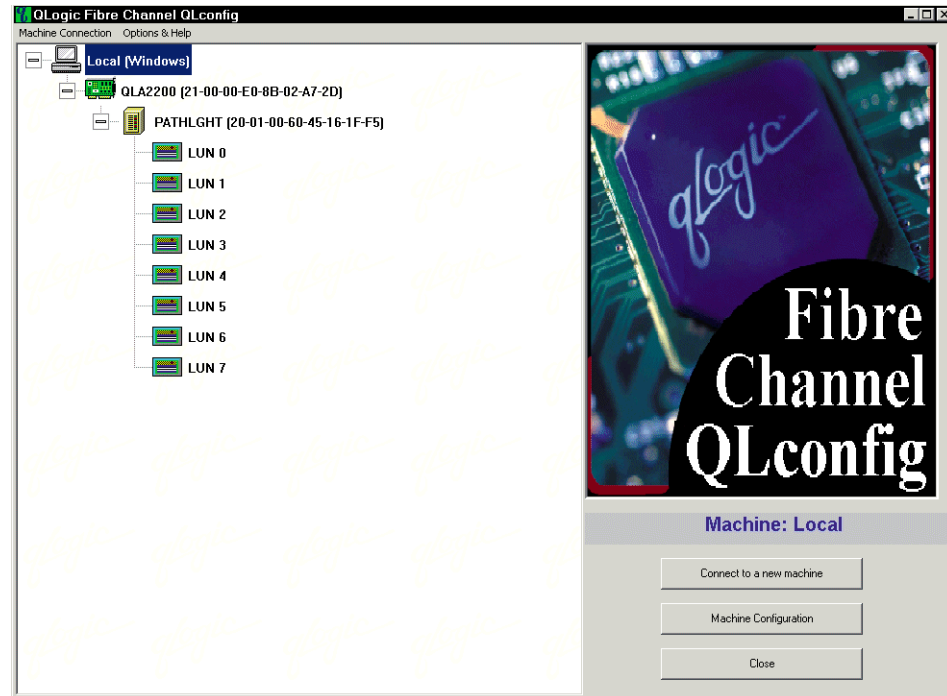 QLogic Fibre Channel QLconfig
Machine Connection Options & Help
Local (Windows)
QLA2200 (21-00-00-E0-8B-02-A7-2D)
PATHLGHT (20-01-00-60-45-16-1F-F5)
LUN 0
LUN 1
LUN 2
LUN 3
LUN 4
LUN 5
LUN 6
LUN 7
qLogic
Fibre
Channel
QLconfig
Machine: Local
Connect to a new machine
Machine Configuration
Close